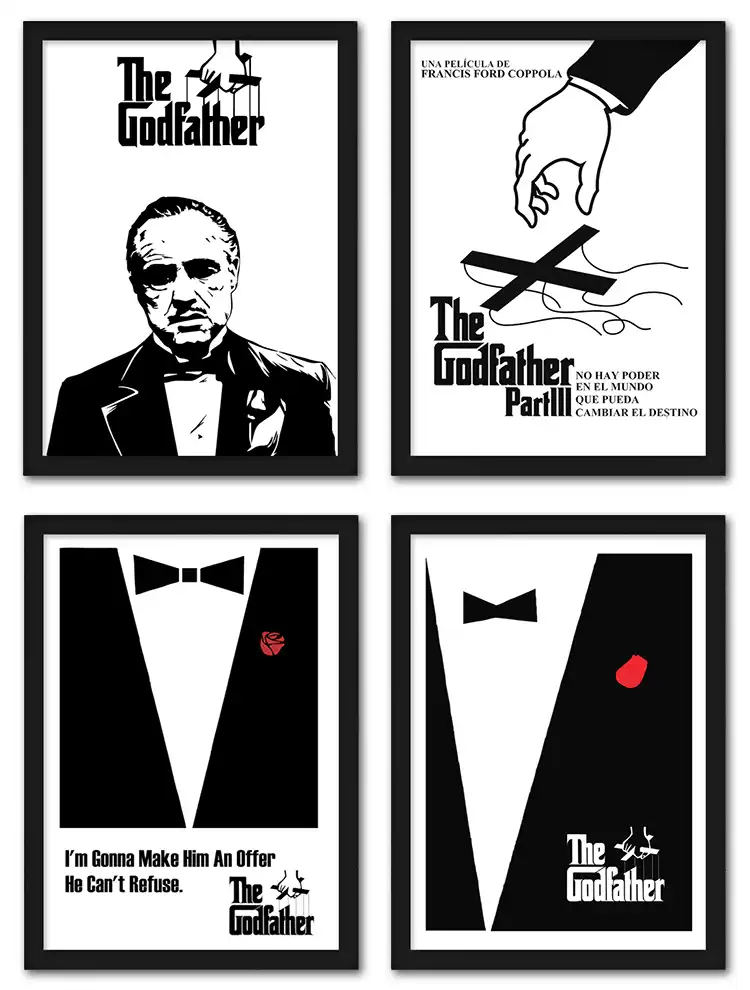 The
Godfather
UNA PELÍCULA DE
FRANCIS FORD COPPOLA
The
Godfather
PartIII
NO HAY PODER
EN EL MUNDO
QUE PUEDA
CAMBIAR EL DESTINO
I'm Gonna Make Him An Offer
He Can't Refuse.
The
Godfather
The
Godfather